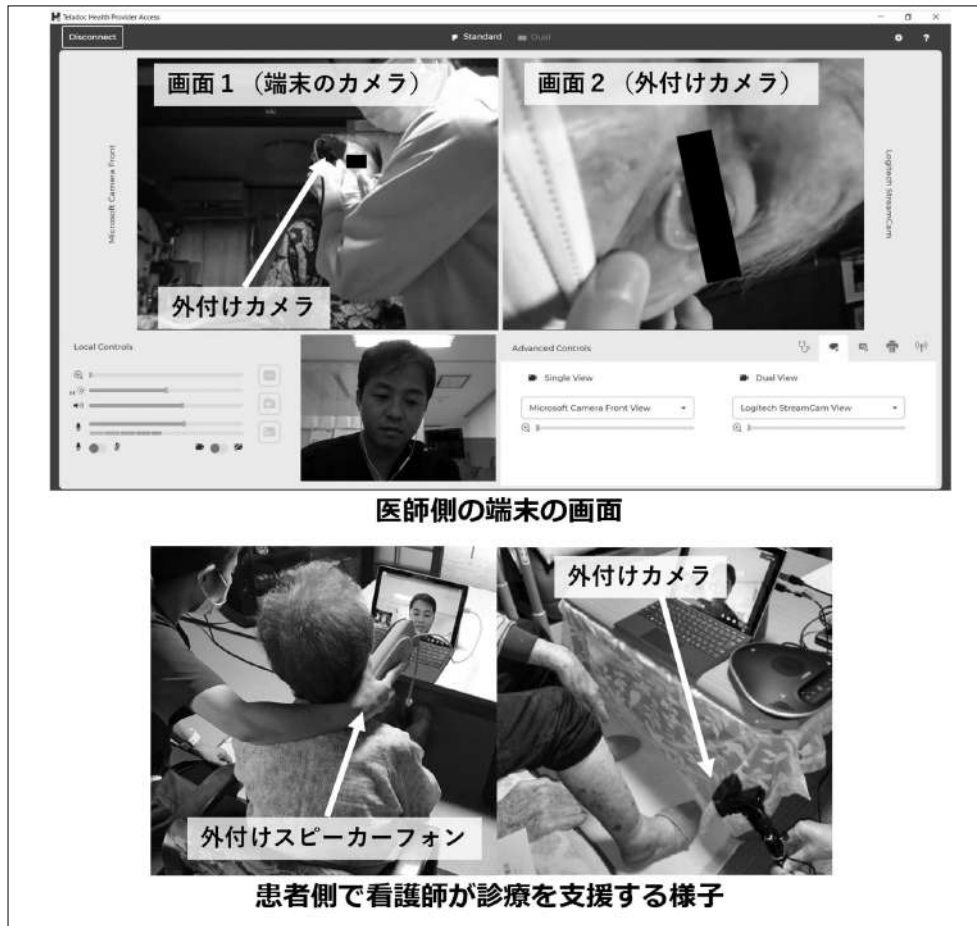 Teladoc Health Provider Access
Disconnect
Standard
Dual
?
画面1（端末のカメラ）
画面2（外付けカメラ）
Microsoft Camera Front
Logitech StreamCam
外付けカメラ
Local Controls
Advanced Controls
Single View
Dual View
Microsoft Camera Front View
Logitech StreamCam View
医師側の端末の画面
外付けカメラ
外付けスピーカーフォン
患者側で看護師が診療を支援する様子